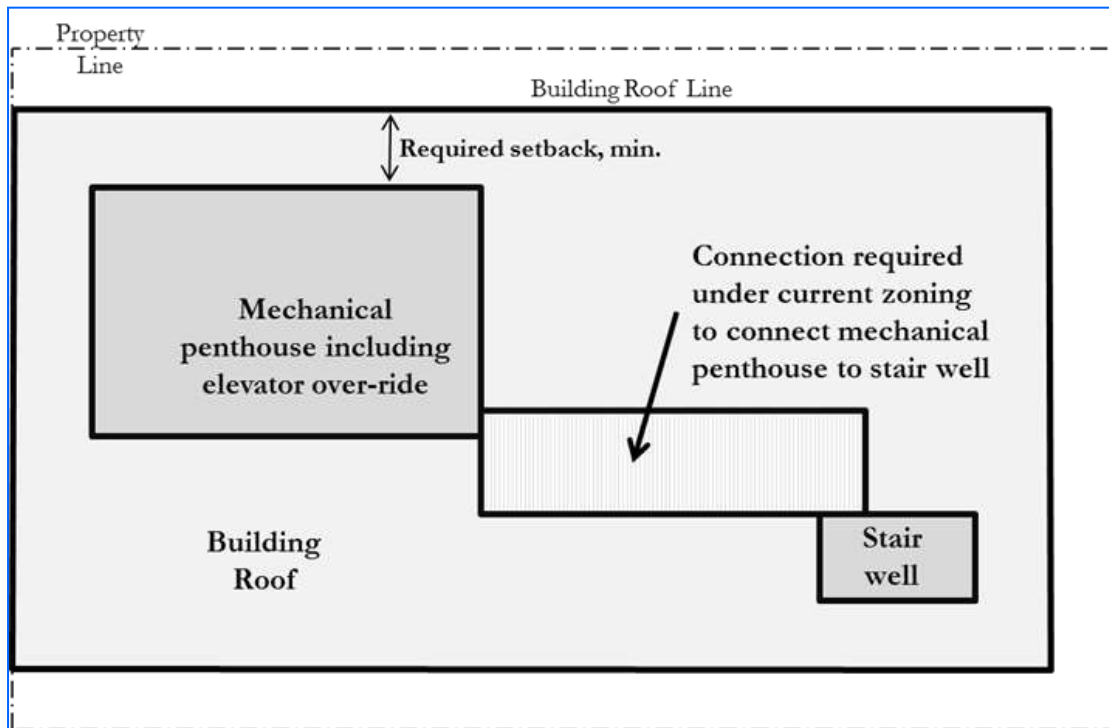 Property
Line
Building Roof Line
Required setback, min.
Mechanical
penthouse including
elevator over-ride
Connection required
under current zoning
to connect mechanical
penthouse to stair well
Building
Roof
Stair
well